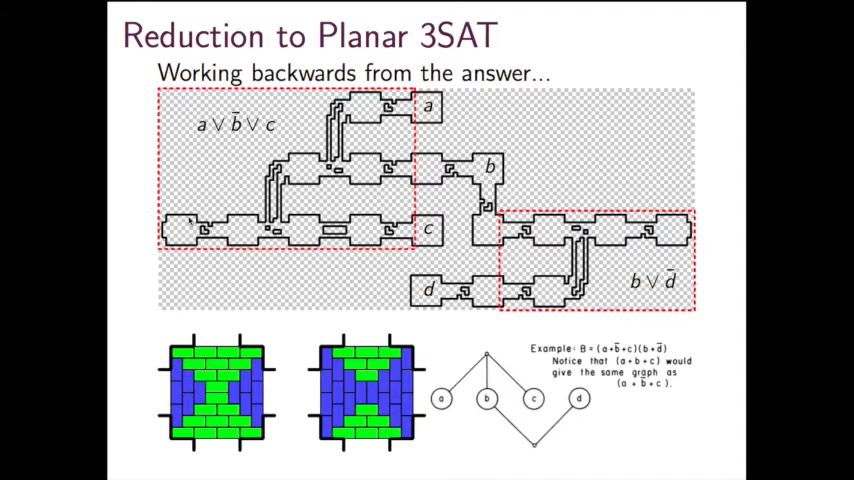 Reduction to Planar 3SAT
Working backwards from the answer...
a
a ∨ b̄ ∨ c
b
c
b ∨ d̄
d
Example: B = (a+b̄+c)(b+d̄)
Notice that (a+b+c) would
give the same graph as
(a + b̄ + c).
a b c d